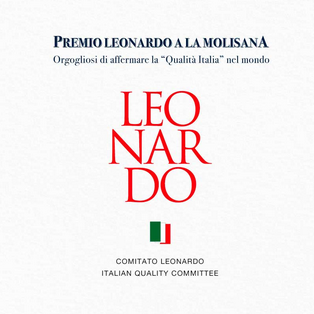 PREMIO LEONARDO A LA MOLISANA
Orgogliosi di affermare la “Qualità Italia” nel mondo
LEO
NAR
DO
COMITATO LEONARDO
ITALIAN QUALITY COMMITTEE